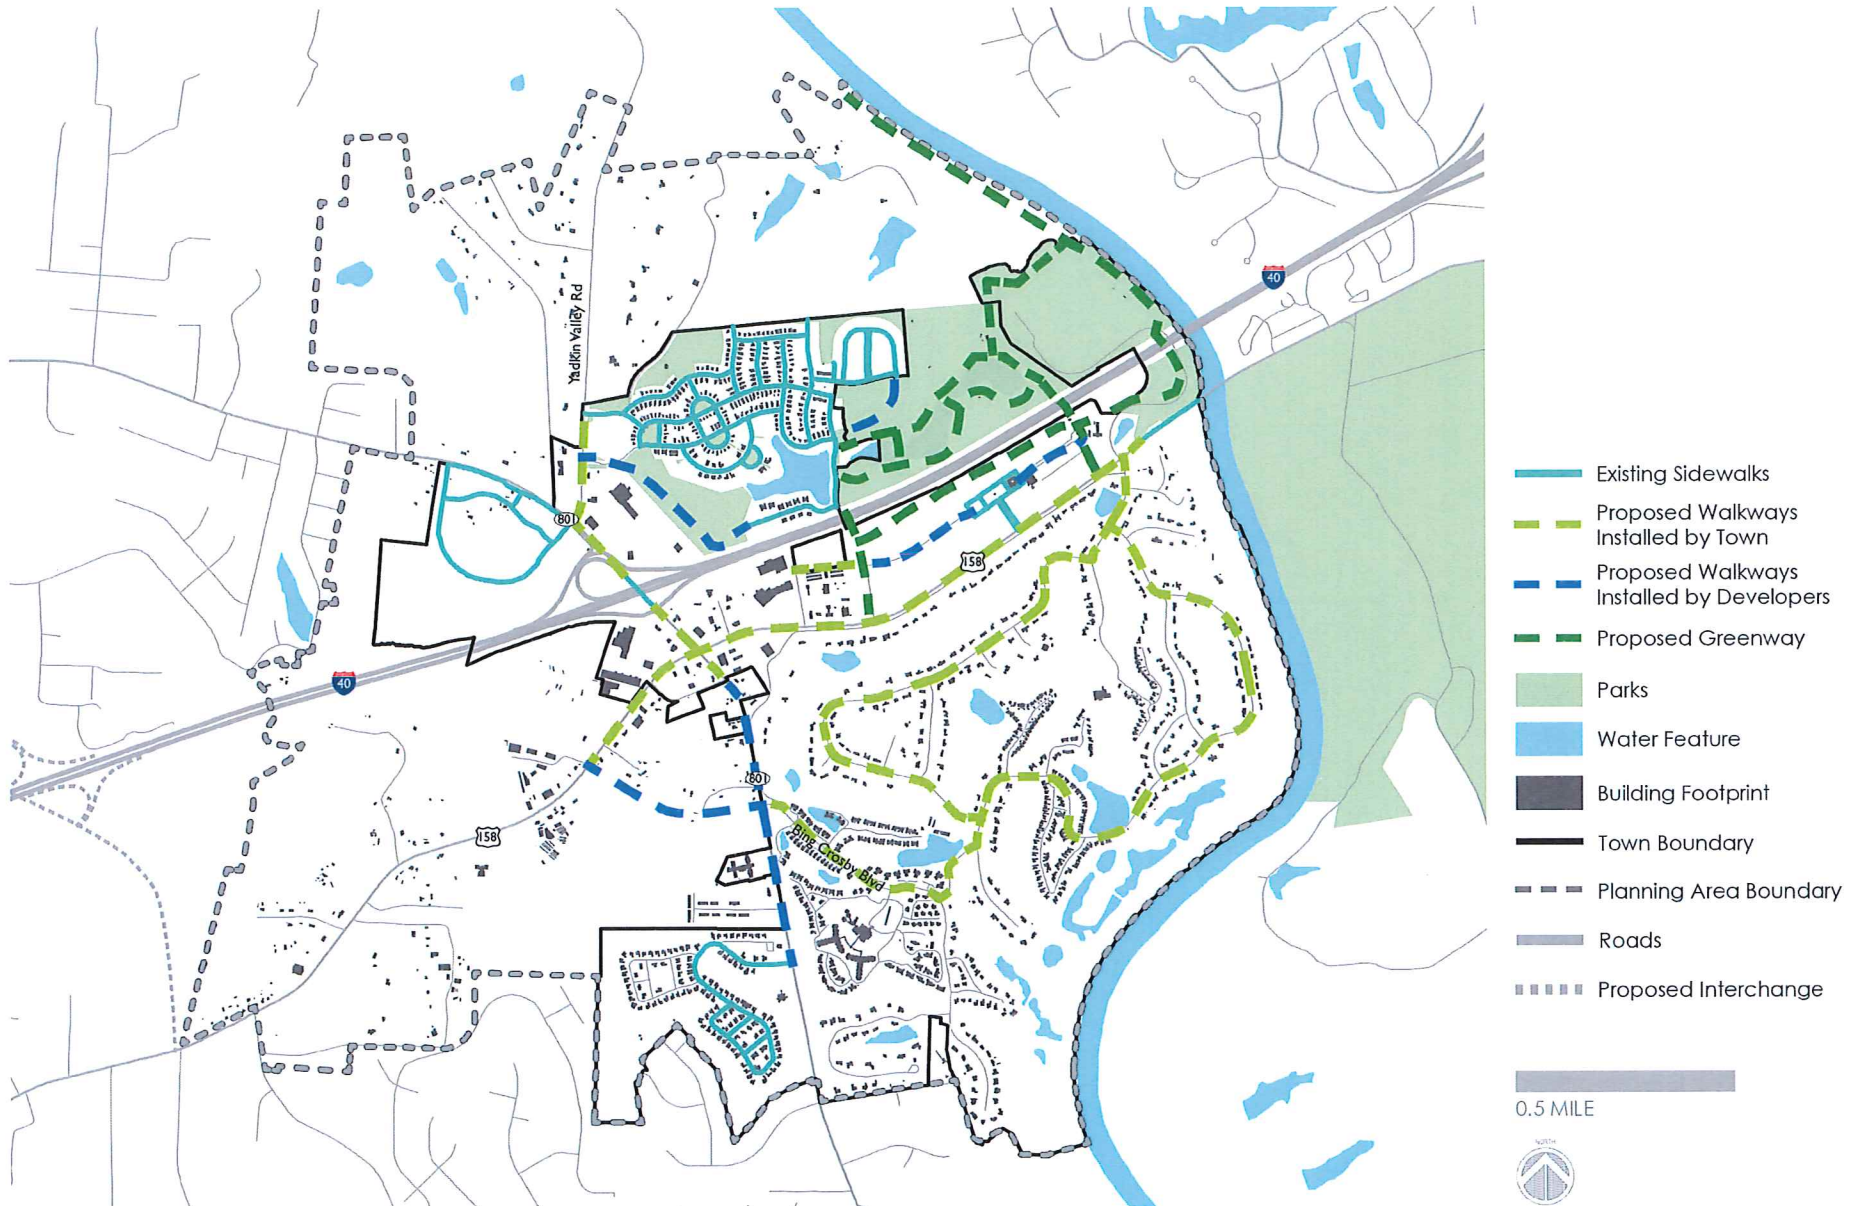 40
Yadkin Valley Rd
801
158
40
801
158
Bing Crosby Blvd
Existing Sidewalks
Proposed Walkways
Installed by Town
Proposed Walkways
Installed by Developers
Proposed Greenway
Parks
Water Feature
Building Footprint
Town Boundary
Planning Area Boundary
Roads
Proposed Interchange
0.5 MILE
NORTH